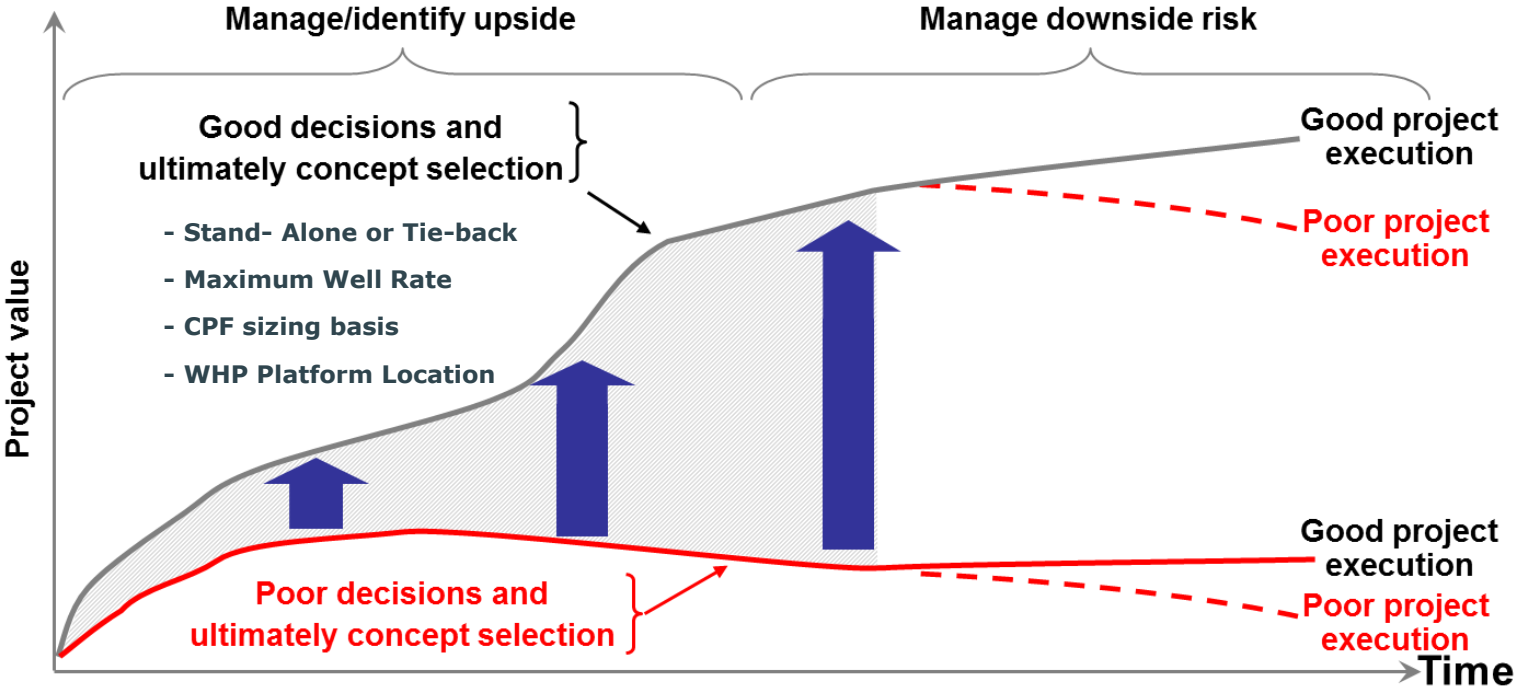 Manage/identify upside
Manage downside risk
Good decisions and
ultimately concept selection
- Stand- Alone or Tie-back
- Maximum Well Rate
- CPF sizing basis
- WHP Platform Location
Project value
Good project
execution
Poor project
execution
Poor decisions and
ultimately concept selection
Good project
execution
Poor project
execution
Time